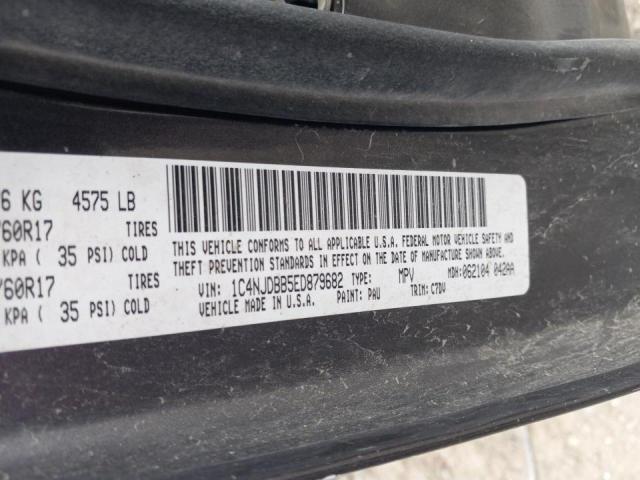 6 KG 4575 LB
60R17 TIRES
KPA ( 35 PSI) COLD
60R17 TIRES
KPA ( 35 PSI) COLD
THIS VEHICLE CONFORMS TO ALL APPLICABLE U.S.A. FEDERAL MOTOR VEHICLE SAFETY AND
THEFT PREVENTION STANDARDS IN EFFECT ON THE DATE OF MANUFACTURE SHOWN ABOVE.
VIN: 1C4NJDBB5ED879682 TYPE: MPV MDH: 062104 042AA
VEHICLE MADE IN U.S.A. PAINT: PAU TRIM: C7DV